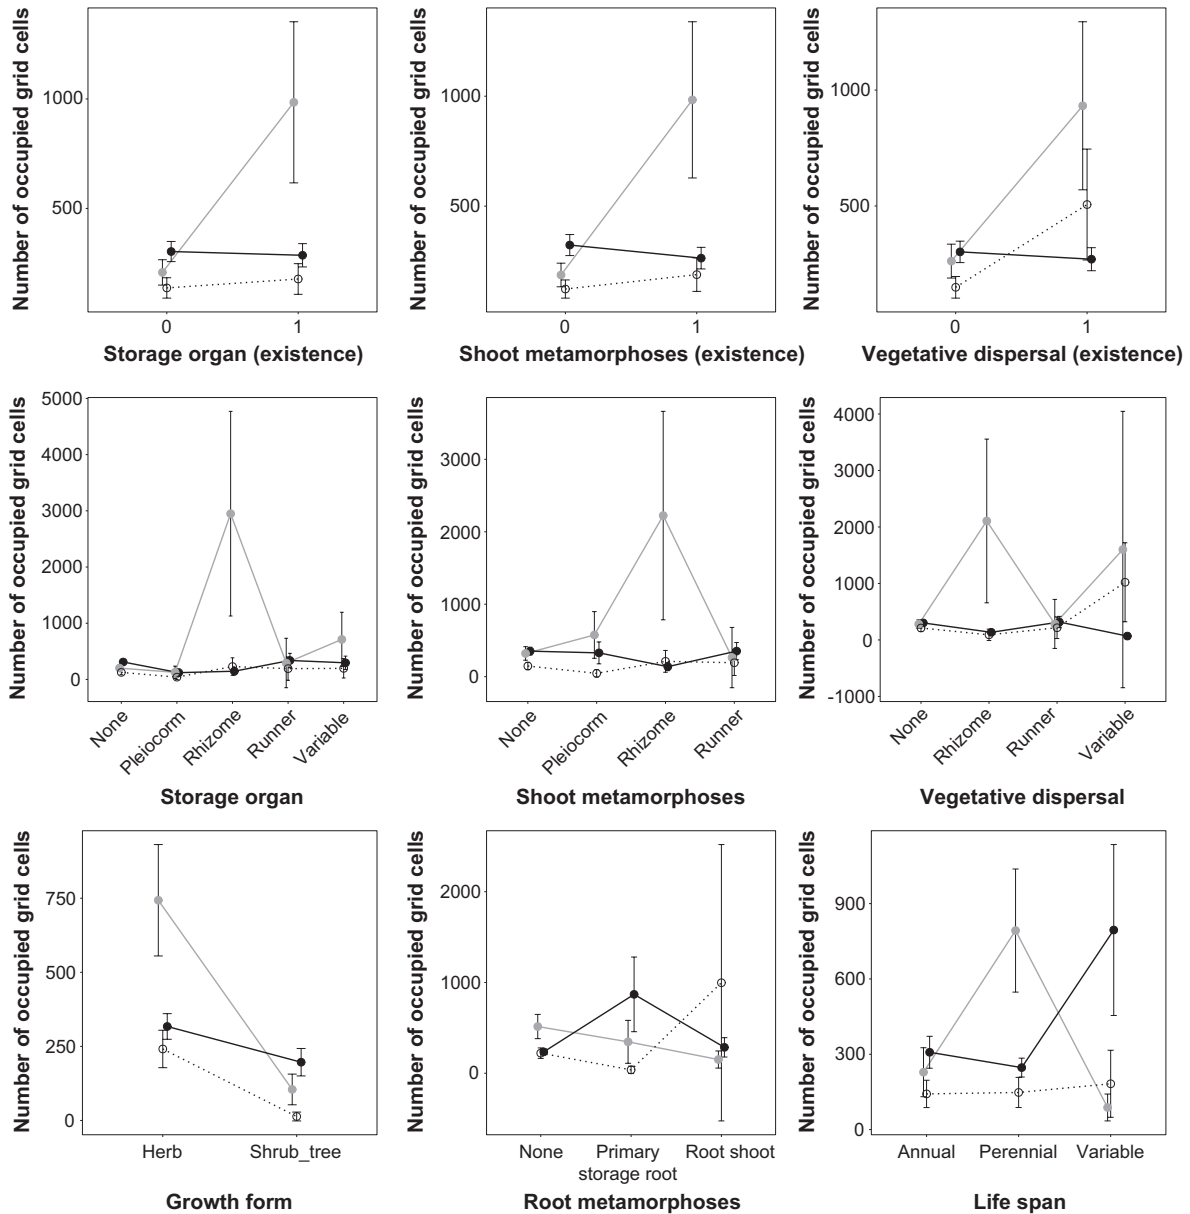 Number of occupied grid cells
1000
500
0
1
Storage organ (existence)
Number of occupied grid cells
1000
500
0
1
Shoot metamorphoses (existence)
Number of occupied grid cells
1000
500
0
1
Vegetative dispersal (existence)
Number of occupied grid cells
5000
4000
3000
2000
1000
0
None
Pleiocorm
Rhizome
Runner
Variable
Storage organ
Number of occupied grid cells
3000
2000
1000
0
None
Pleiocorm
Rhizome
Runner
Shoot metamorphoses
Number of occupied grid cells
4000
3000
2000
1000
0
-1000
None
Rhizome
Runner
Variable
Vegetative dispersal
Number of occupied grid cells
750
500
250
0
Herb
Shrub_tree
Growth form
Number of occupied grid cells
2000
1000
0
None
Primary
storage root
Root shoot
Root metamorphoses
Number of occupied grid cells
900
600
300
0
Annual
Perennial
Variable
Life span